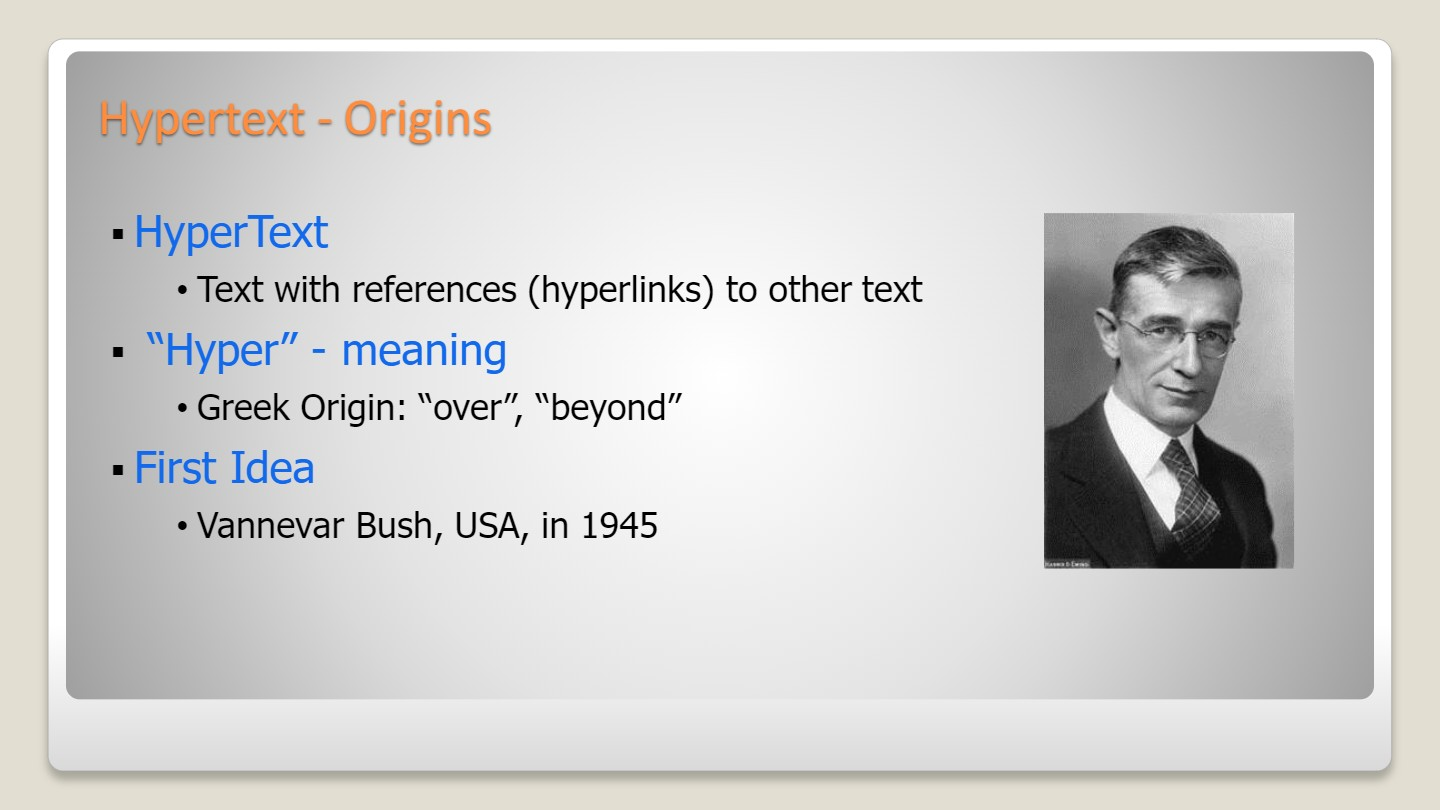 Hypertext - Origins
▪ HyperText
• Text with references (hyperlinks) to other text
▪ “Hyper” - meaning
• Greek Origin: “over”, “beyond”
▪ First Idea
• Vannevar Bush, USA, in 1945